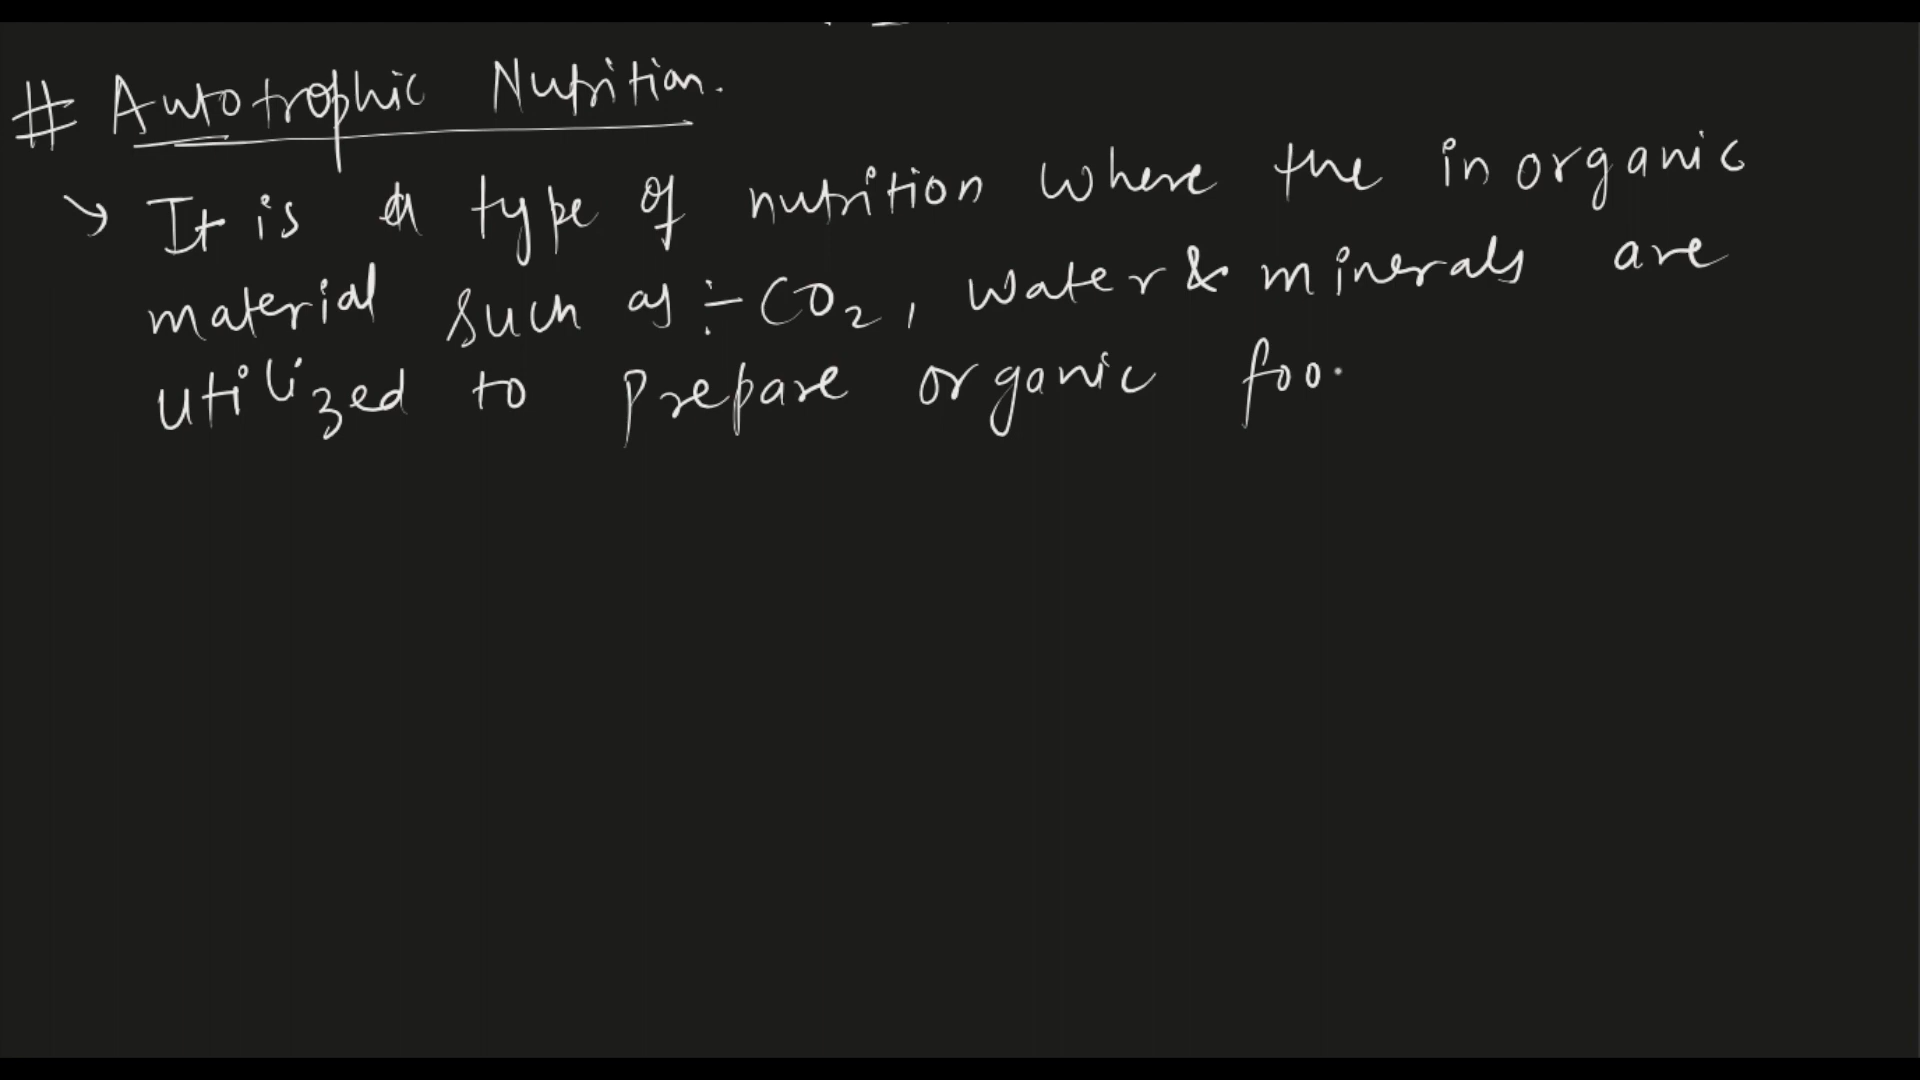 # Autotrophic Nutrition.
→ It is a type of nutrition where the inorganic
material such as :- CO₂, water & minerals are
utilized to prepare organic foo.